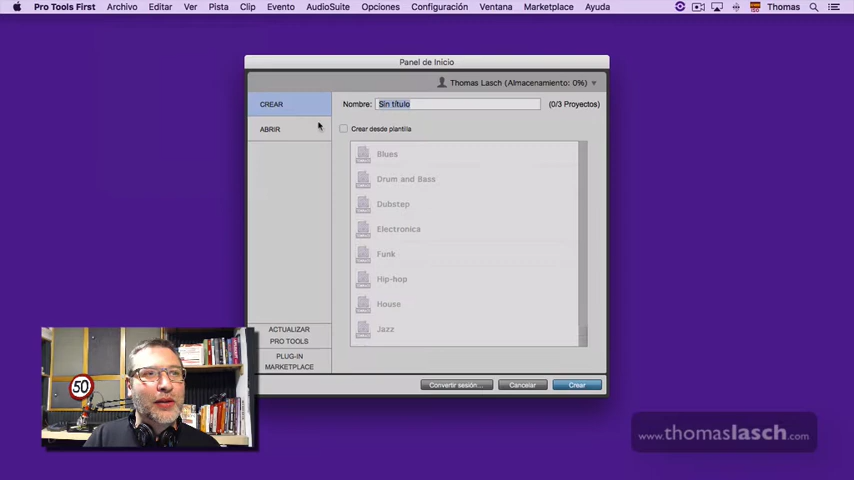 Pro Tools First Archivo Editar Ver Pista Clip Evento AudioSuite Opciones Configuración Ventana Marketplace Ayuda Thomas
Panel de Inicio
Thomas Lasch (Almacenamiento: 0%)
CREAR
Nombre: Sin título (0/3 Proyectos)
ABRIR
Crear desde plantilla
Blues
Drum and Bass
Dubstep
Electronica
Funk
Hip-hop
House
Jazz
ACTUALIZAR
PRO TOOLS
PLUG-IN
MARKETPLACE
Convertir sesión... Cancelar Crear
50
www.thomaslasch.com